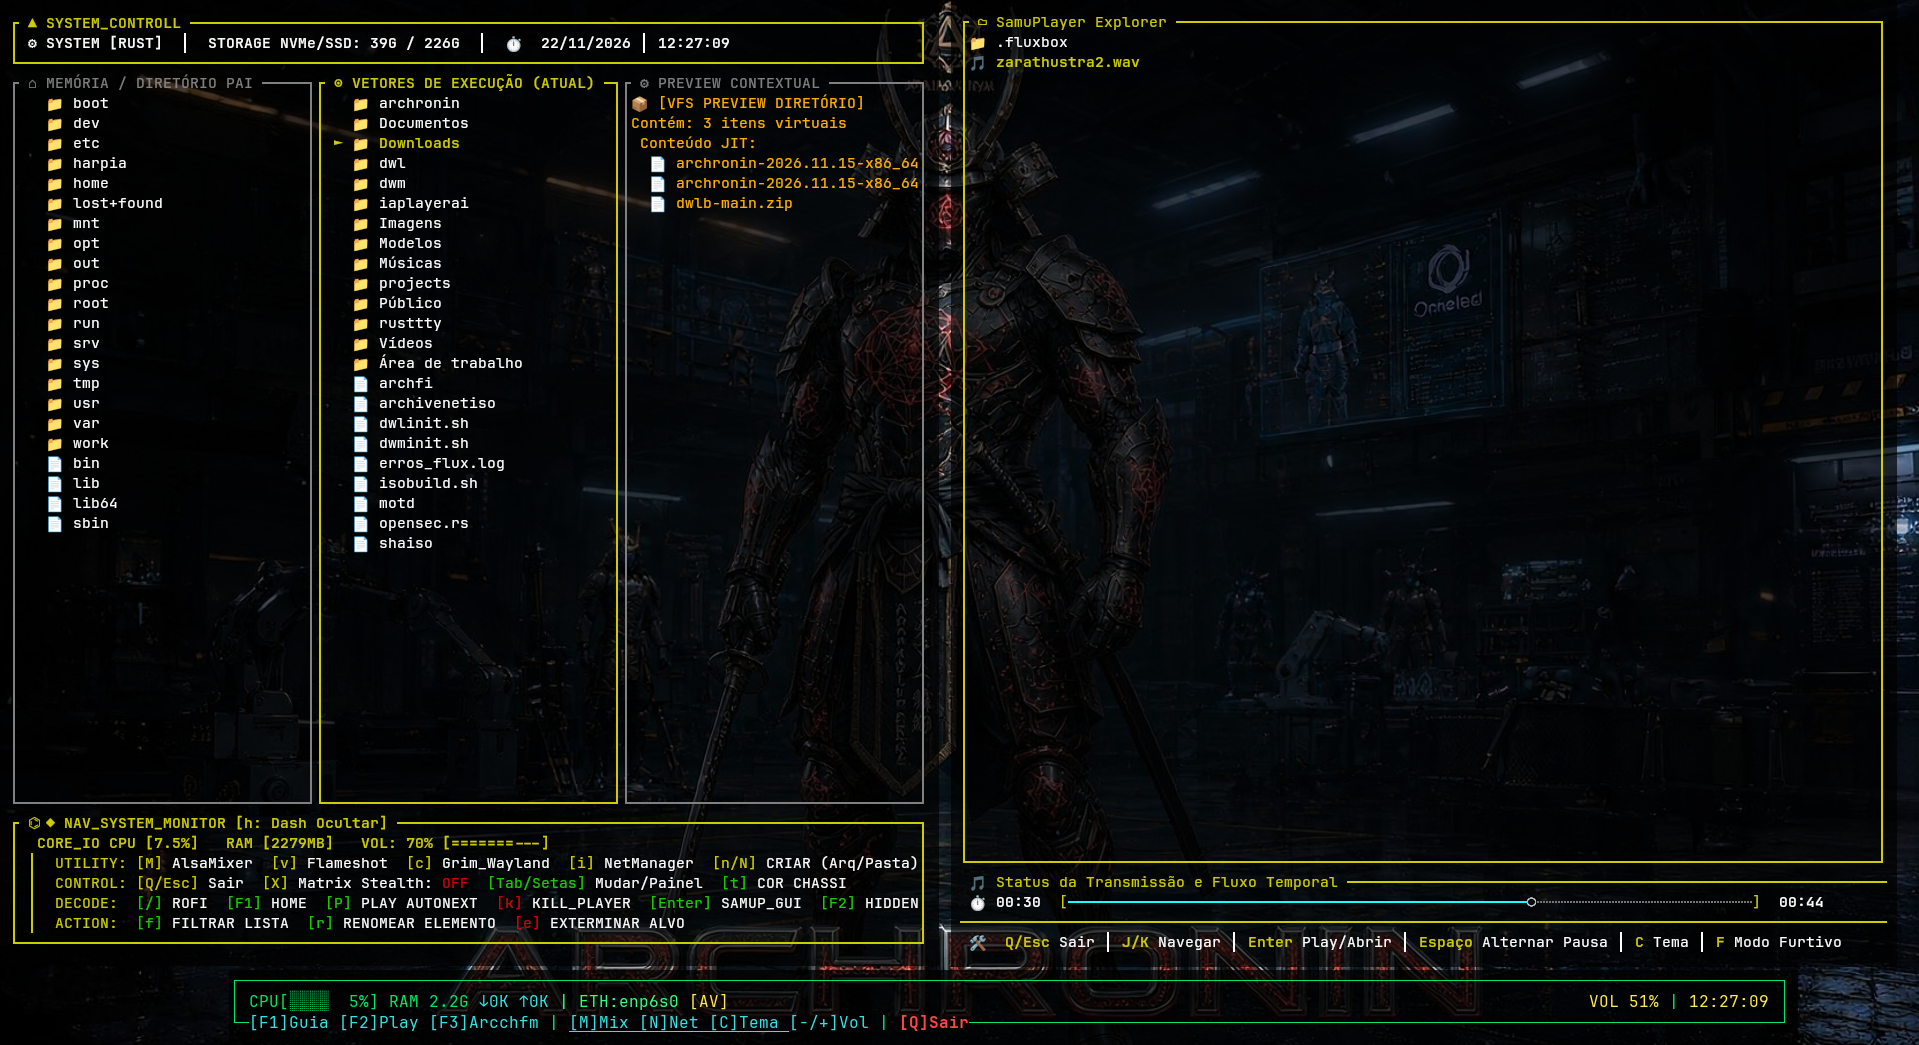 ▲ SYSTEM_CONTROLL
⚙ SYSTEM [RUST] │ STORAGE NVMe/SSD: 39G / 226G │ ⏱ 22/11/2026 │ 12:27:09
⌂ MEMÓRIA / DIRETÓRIO PAI
boot
dev
etc
harpia
home
lost+found
mnt
opt
out
proc
root
run
srv
sys
tmp
usr
var
work
bin
lib
lib64
sbin
⊙ VETORES DE EXECUÇÃO (ATUAL)
archronin
Documentos
► Downloads
dwl
dwm
iaplayerai
Imagens
Modelos
Músicas
projects
Público
rusttty
Vídeos
Área de trabalho
archfi
archivenetiso
dwlinit.sh
dwminit.sh
erros_flux.log
isobuild.sh
motd
opensec.rs
shaiso
⚙ PREVIEW CONTEXTUAL
📦 [VFS PREVIEW DIRETÓRIO]
Contém: 3 itens virtuais
Conteúdo JIT:
archronin-2026.11.15-x86_64
archronin-2026.11.15-x86_64
dwlb-main.zip
◆ NAV_SYSTEM_MONITOR [h: Dash Ocultar]
CORE_IO CPU [7.5%] RAM [2279MB] VOL: 70% [=======---]
UTILITY: [M] AlsaMixer [v] Flameshot [c] Grim_Wayland [i] NetManager [n/N] CRIAR (Arq/Pasta)
CONTROL: [Q/Esc] Sair [X] Matrix Stealth: OFF [Tab/Setas] Mudar/Painel [t] COR CHASSI
DECODE: [/] ROFI [F1] HOME [P] PLAY AUTONEXT [k] KILL_PLAYER [Enter] SAMUP_GUI [F2] HIDDEN
ACTION: [f] FILTRAR LISTA [r] RENOMEAR ELEMENTO [e] EXTERMINAR ALVO
SamuPlayer Explorer
.fluxbox
zarathustra2.wav
Orneled
Status da Transmissão e Fluxo Temporal
00:30 [ ] 00:44
Q/Esc Sair │ J/K Navegar │ Enter Play/Abrir │ Espaço Alternar Pausa │ C Tema │ F Modo Furtivo
ARCHRONIN
CPU[ 5%] RAM 2.2G ↓0K ↑0K | ETH:enp6s0 [AV] VOL 51% | 12:27:09
[F1]Guia [F2]Play [F3]Arcchfm | [M]Mix [N]Net [C]Tema [-/+]Vol | [Q]Sair